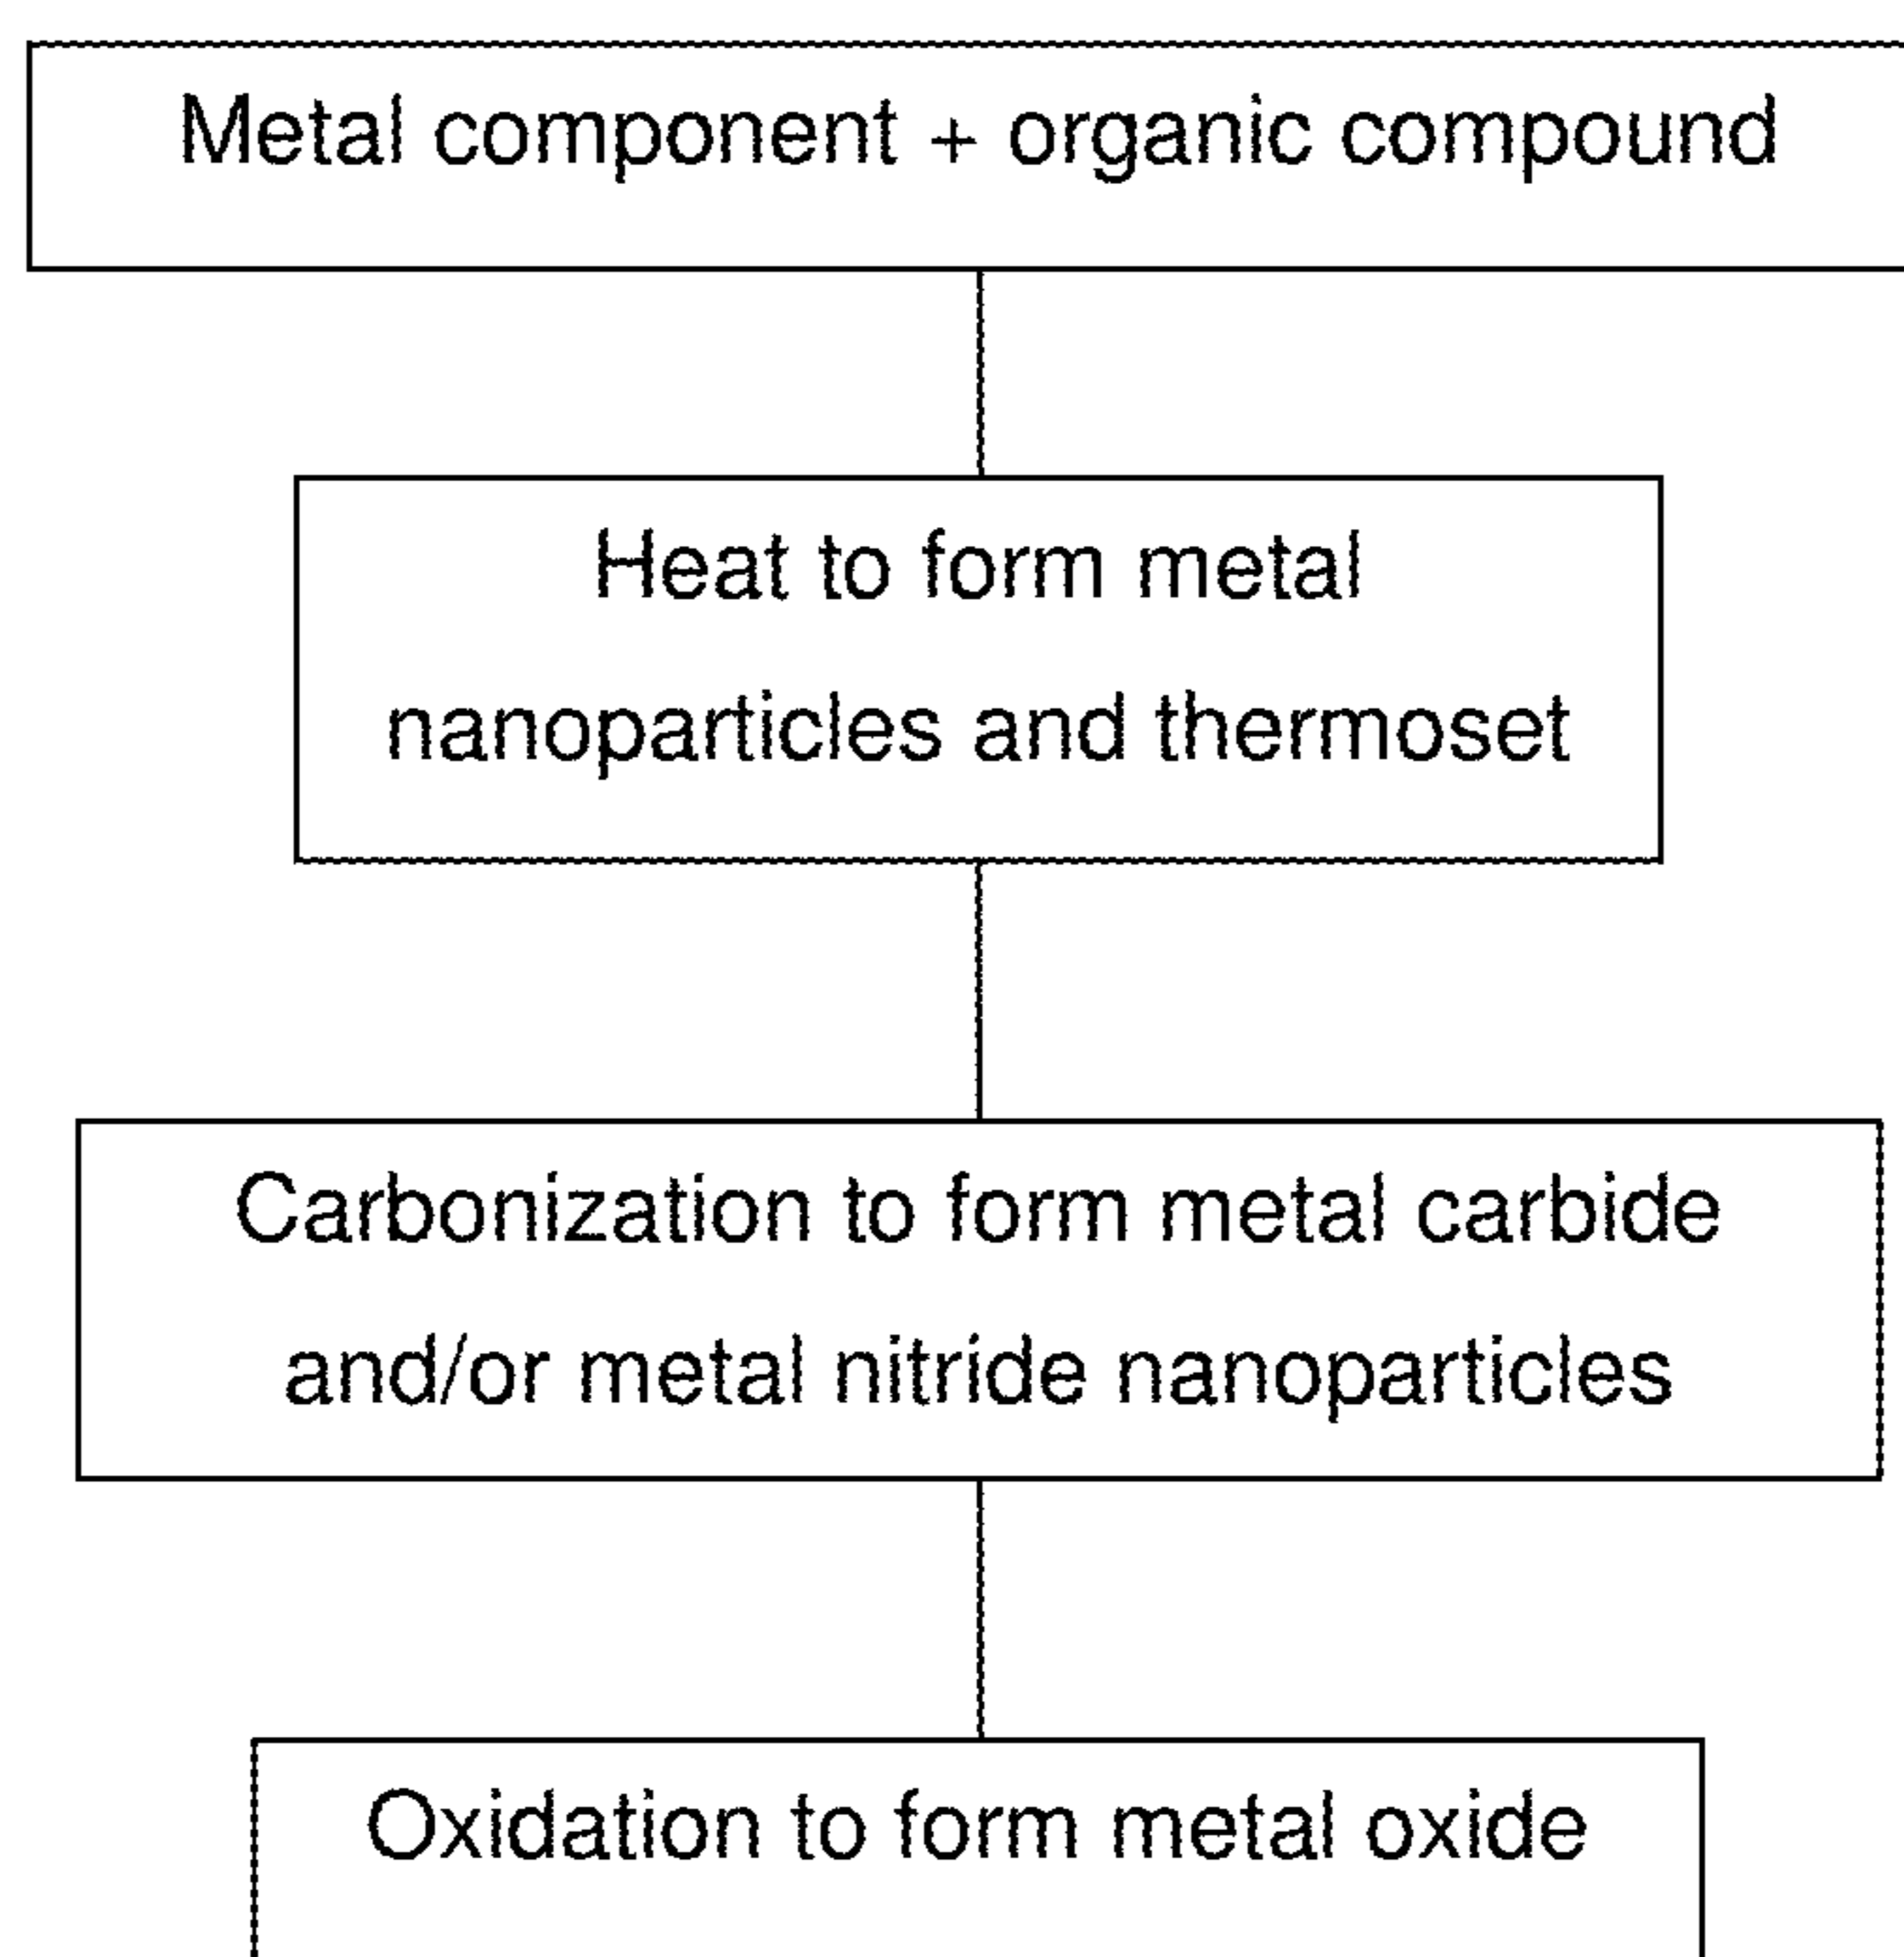 Metal component + organic compound
Heat to form metal
nanoparticles and thermoset
Carbonization to form metal carbide
and/or metal nitride nanoparticles
Oxidation to form metal oxide